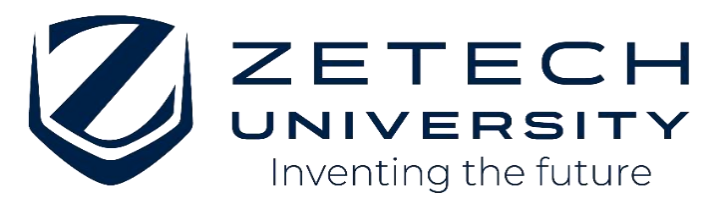 ZETECH
UNIVERSITY
Inventing the future